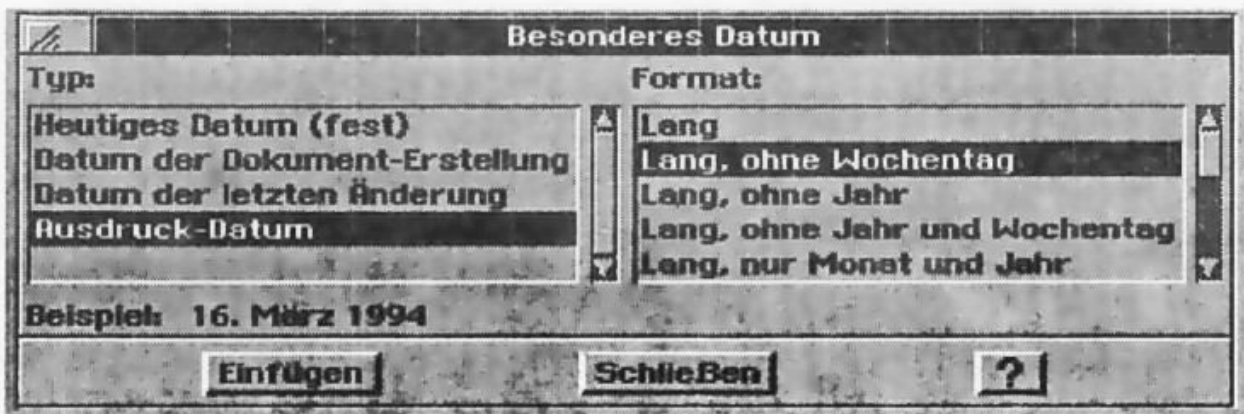 Besonderes Datum
Typ:
Heutiges Datum (fest)
Datum der Dokument-Erstellung
Datum der letzten Änderung
Ausdruck-Datum
Format:
Lang
Lang, ohne Wochentag
Lang, ohne Jahr
Lang, ohne Jahr und Wochentag
Lang, nur Monat und Jahr
Beispiel: 16. März 1994
Einfügen Schließen ?